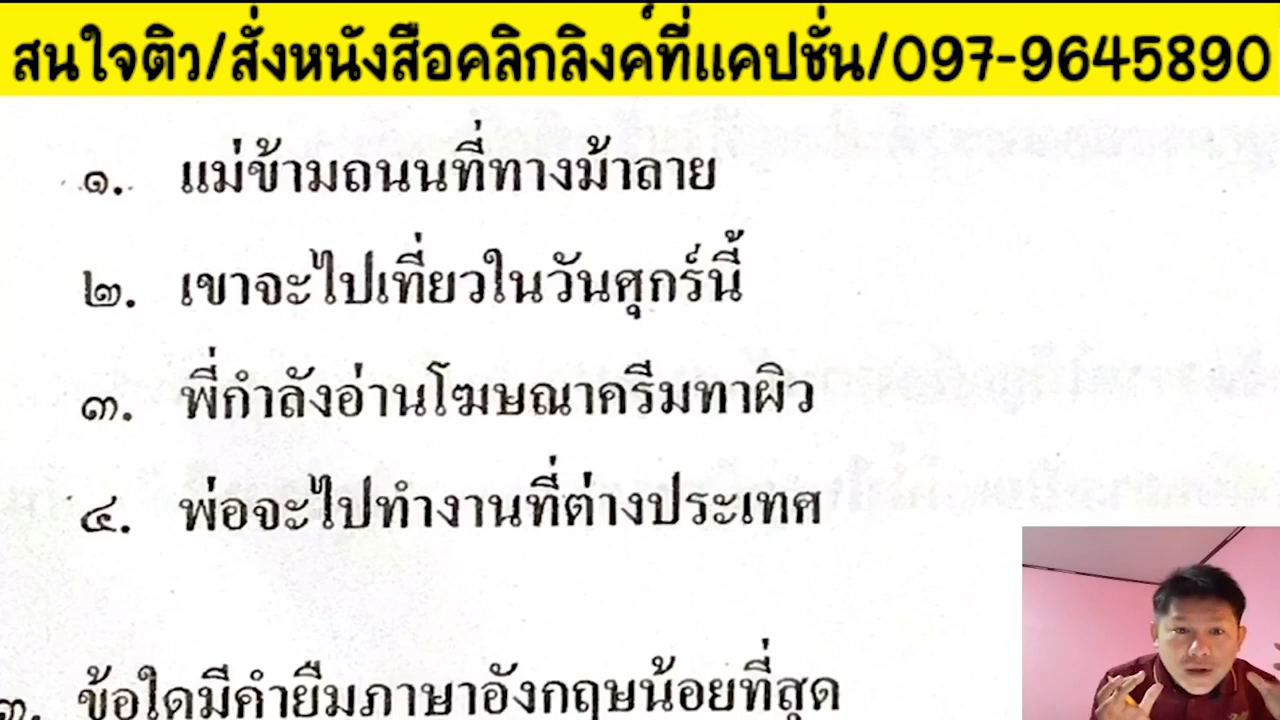 สนใจติว/สั่งหนังสือคลิกลิงค์ที่แคปชั่น/097-9645890
๑. แม่ข้ามถนนที่ทางม้าลาย
๒. เขาจะไปเที่ยวในวันศุกร์นี้
๓. พี่กำลังอ่านโฆษณาครีมทาผิว
๔. พ่อจะไปทำงานที่ต่างประเทศ
๓. ข้อใดมีคำยืมภาษาอังกฤษน้อยที่สุด